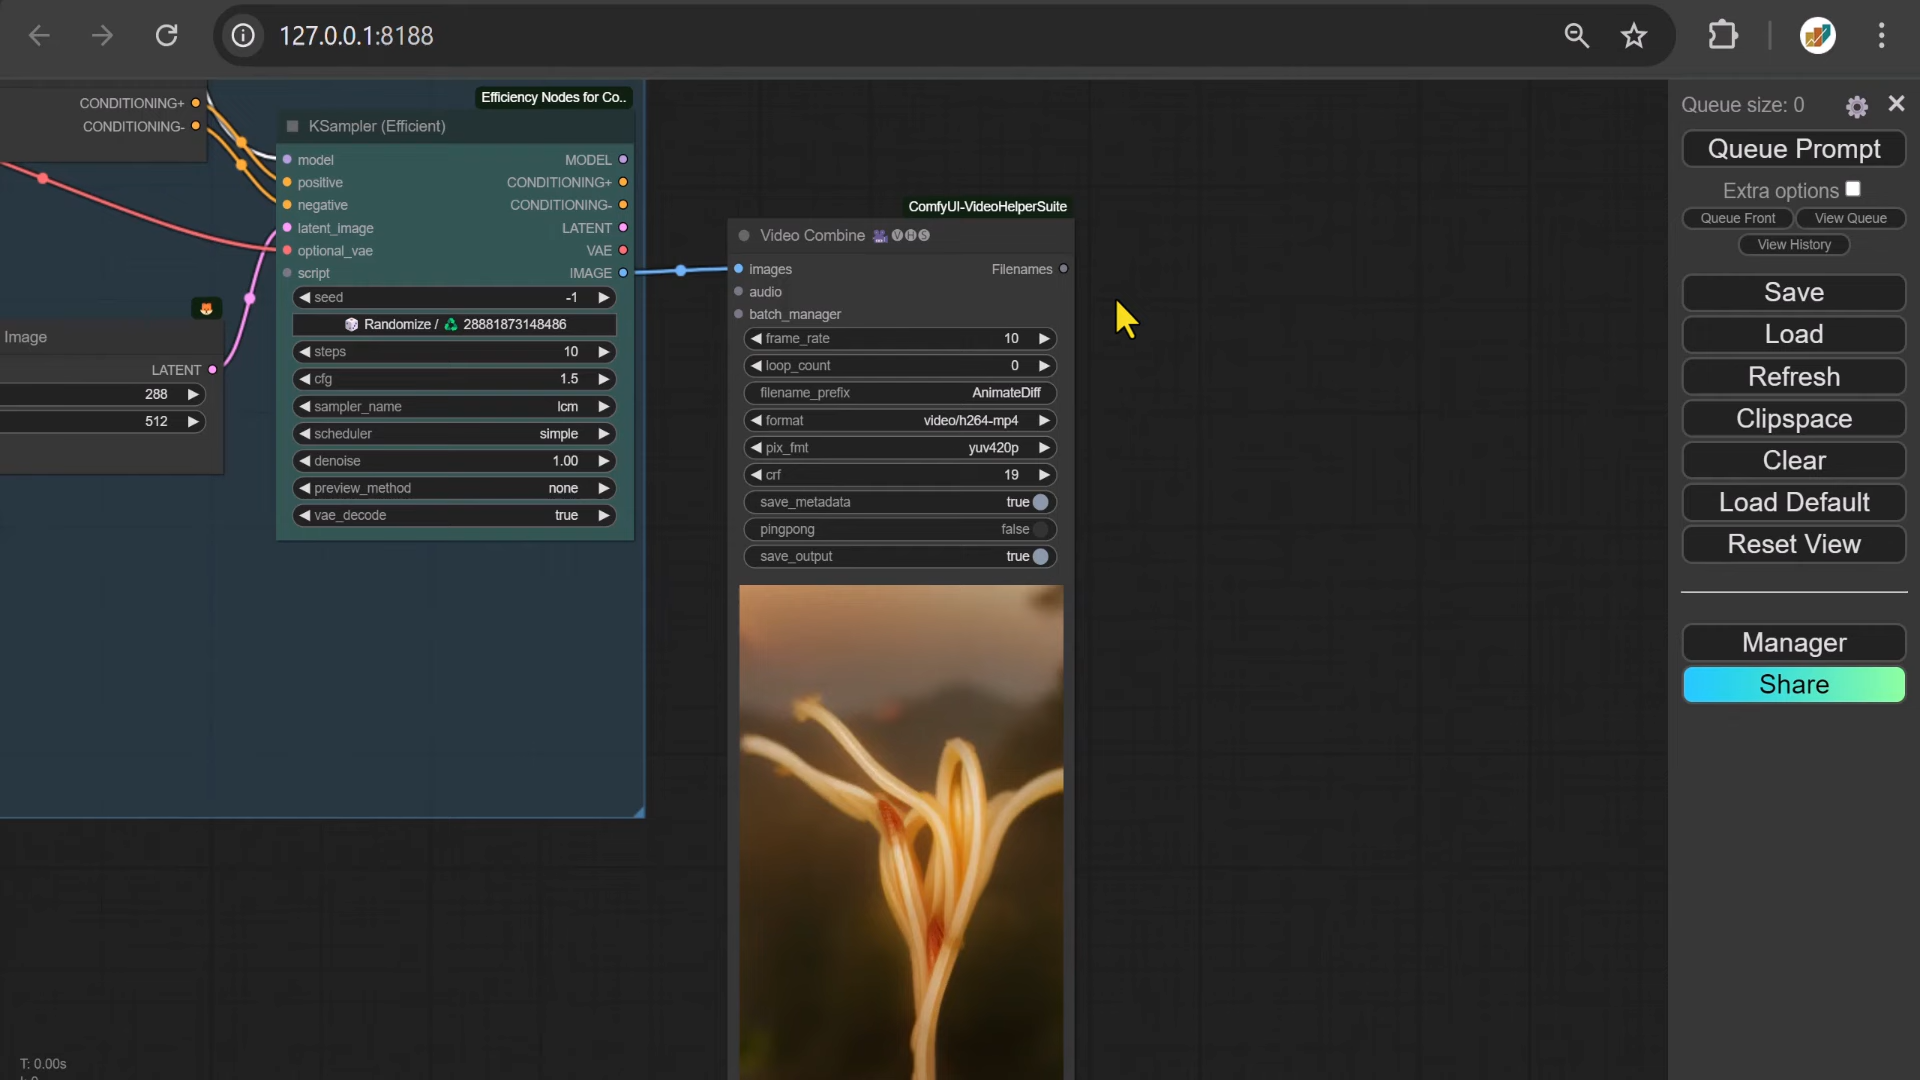 127.0.0.1:8188
CONDITIONING+
CONDITIONING-
Efficiency Nodes for Co..
KSampler (Efficient)
model MODEL
positive CONDITIONING+
negative CONDITIONING-
latent_image LATENT
optional_vae VAE
script IMAGE
seed -1
Randomize / 28881873148486
steps 10
cfg 1.5
sampler_name lcm
scheduler simple
denoise 1.00
preview_method none
vae_decode true
Image
LATENT
288
512
ComfyUI-VideoHelperSuite
Video Combine VHS
images Filenames
audio
batch_manager
frame_rate 10
loop_count 0
filename_prefix AnimateDiff
format video/h264-mp4
pix_fmt yuv420p
crf 19
save_metadata true
pingpong false
save_output true
Queue size: 0
Queue Prompt
Extra options
Queue Front View Queue
View History
Save
Load
Refresh
Clipspace
Clear
Load Default
Reset View
Manager
Share
T: 0.00s